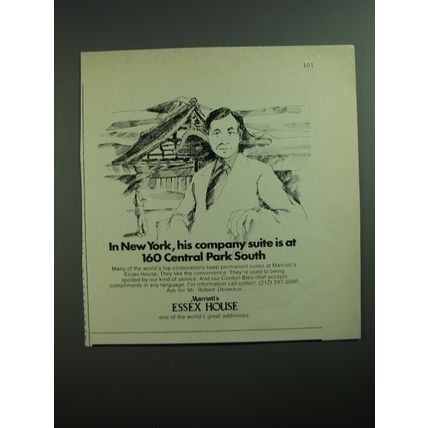 101
In New York, his company suite is at
160 Central Park South
Many of the world's top corporations keep permanent suites at Marriott's
Essex House. They like the convenience. They're used to being
spoiled by our kind of service. And our Cordon Bleu chef accepts
compliments in any language. For information call collect, (212) 247-0300.
Ask for Mr. Robert Deveraux.
Marriott's
ESSEX HOUSE
one of the world's great addresses